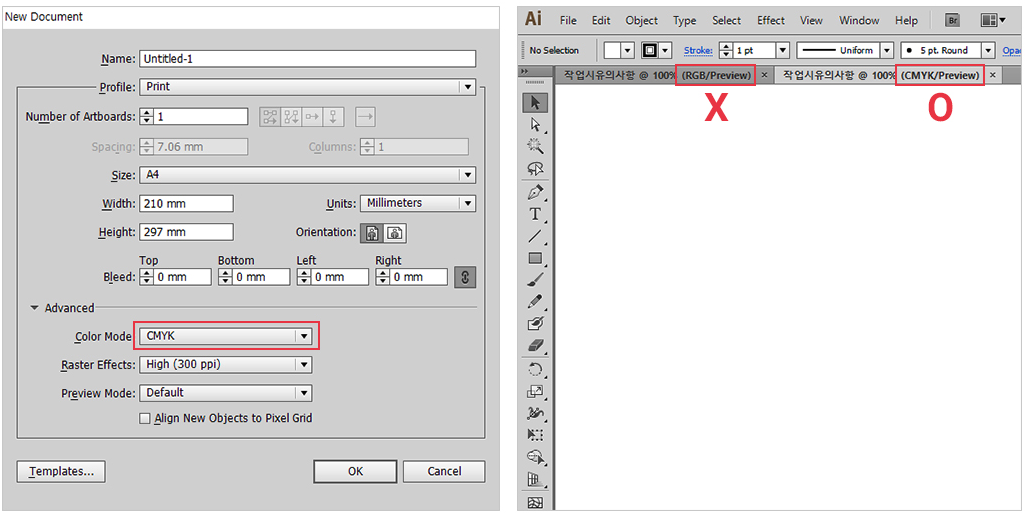 New Document
Name: Untitled-1
Profile: Print
Number of Artboards: 1
Spacing: 7.06 mm Columns: 1
Size: A4
Width: 210 mm Units: Millimeters
Height: 297 mm Orientation:
Top Bottom Left Right
Bleed: 0 mm 0 mm 0 mm 0 mm
Advanced
Color Mode CMYK
Raster Effects: High (300 ppi)
Preview Mode: Default
Align New Objects to Pixel Grid
Templates... OK Cancel
Ai File Edit Object Type Select Effect View Window Help Br
No Selection Stroke: 1 pt Uniform 5 pt. Round Opa
작업시유의사항 @ 100% (RGB/Preview) × 작업시유의사항 @ 100% (CMYK/Preview) ×
X O
T